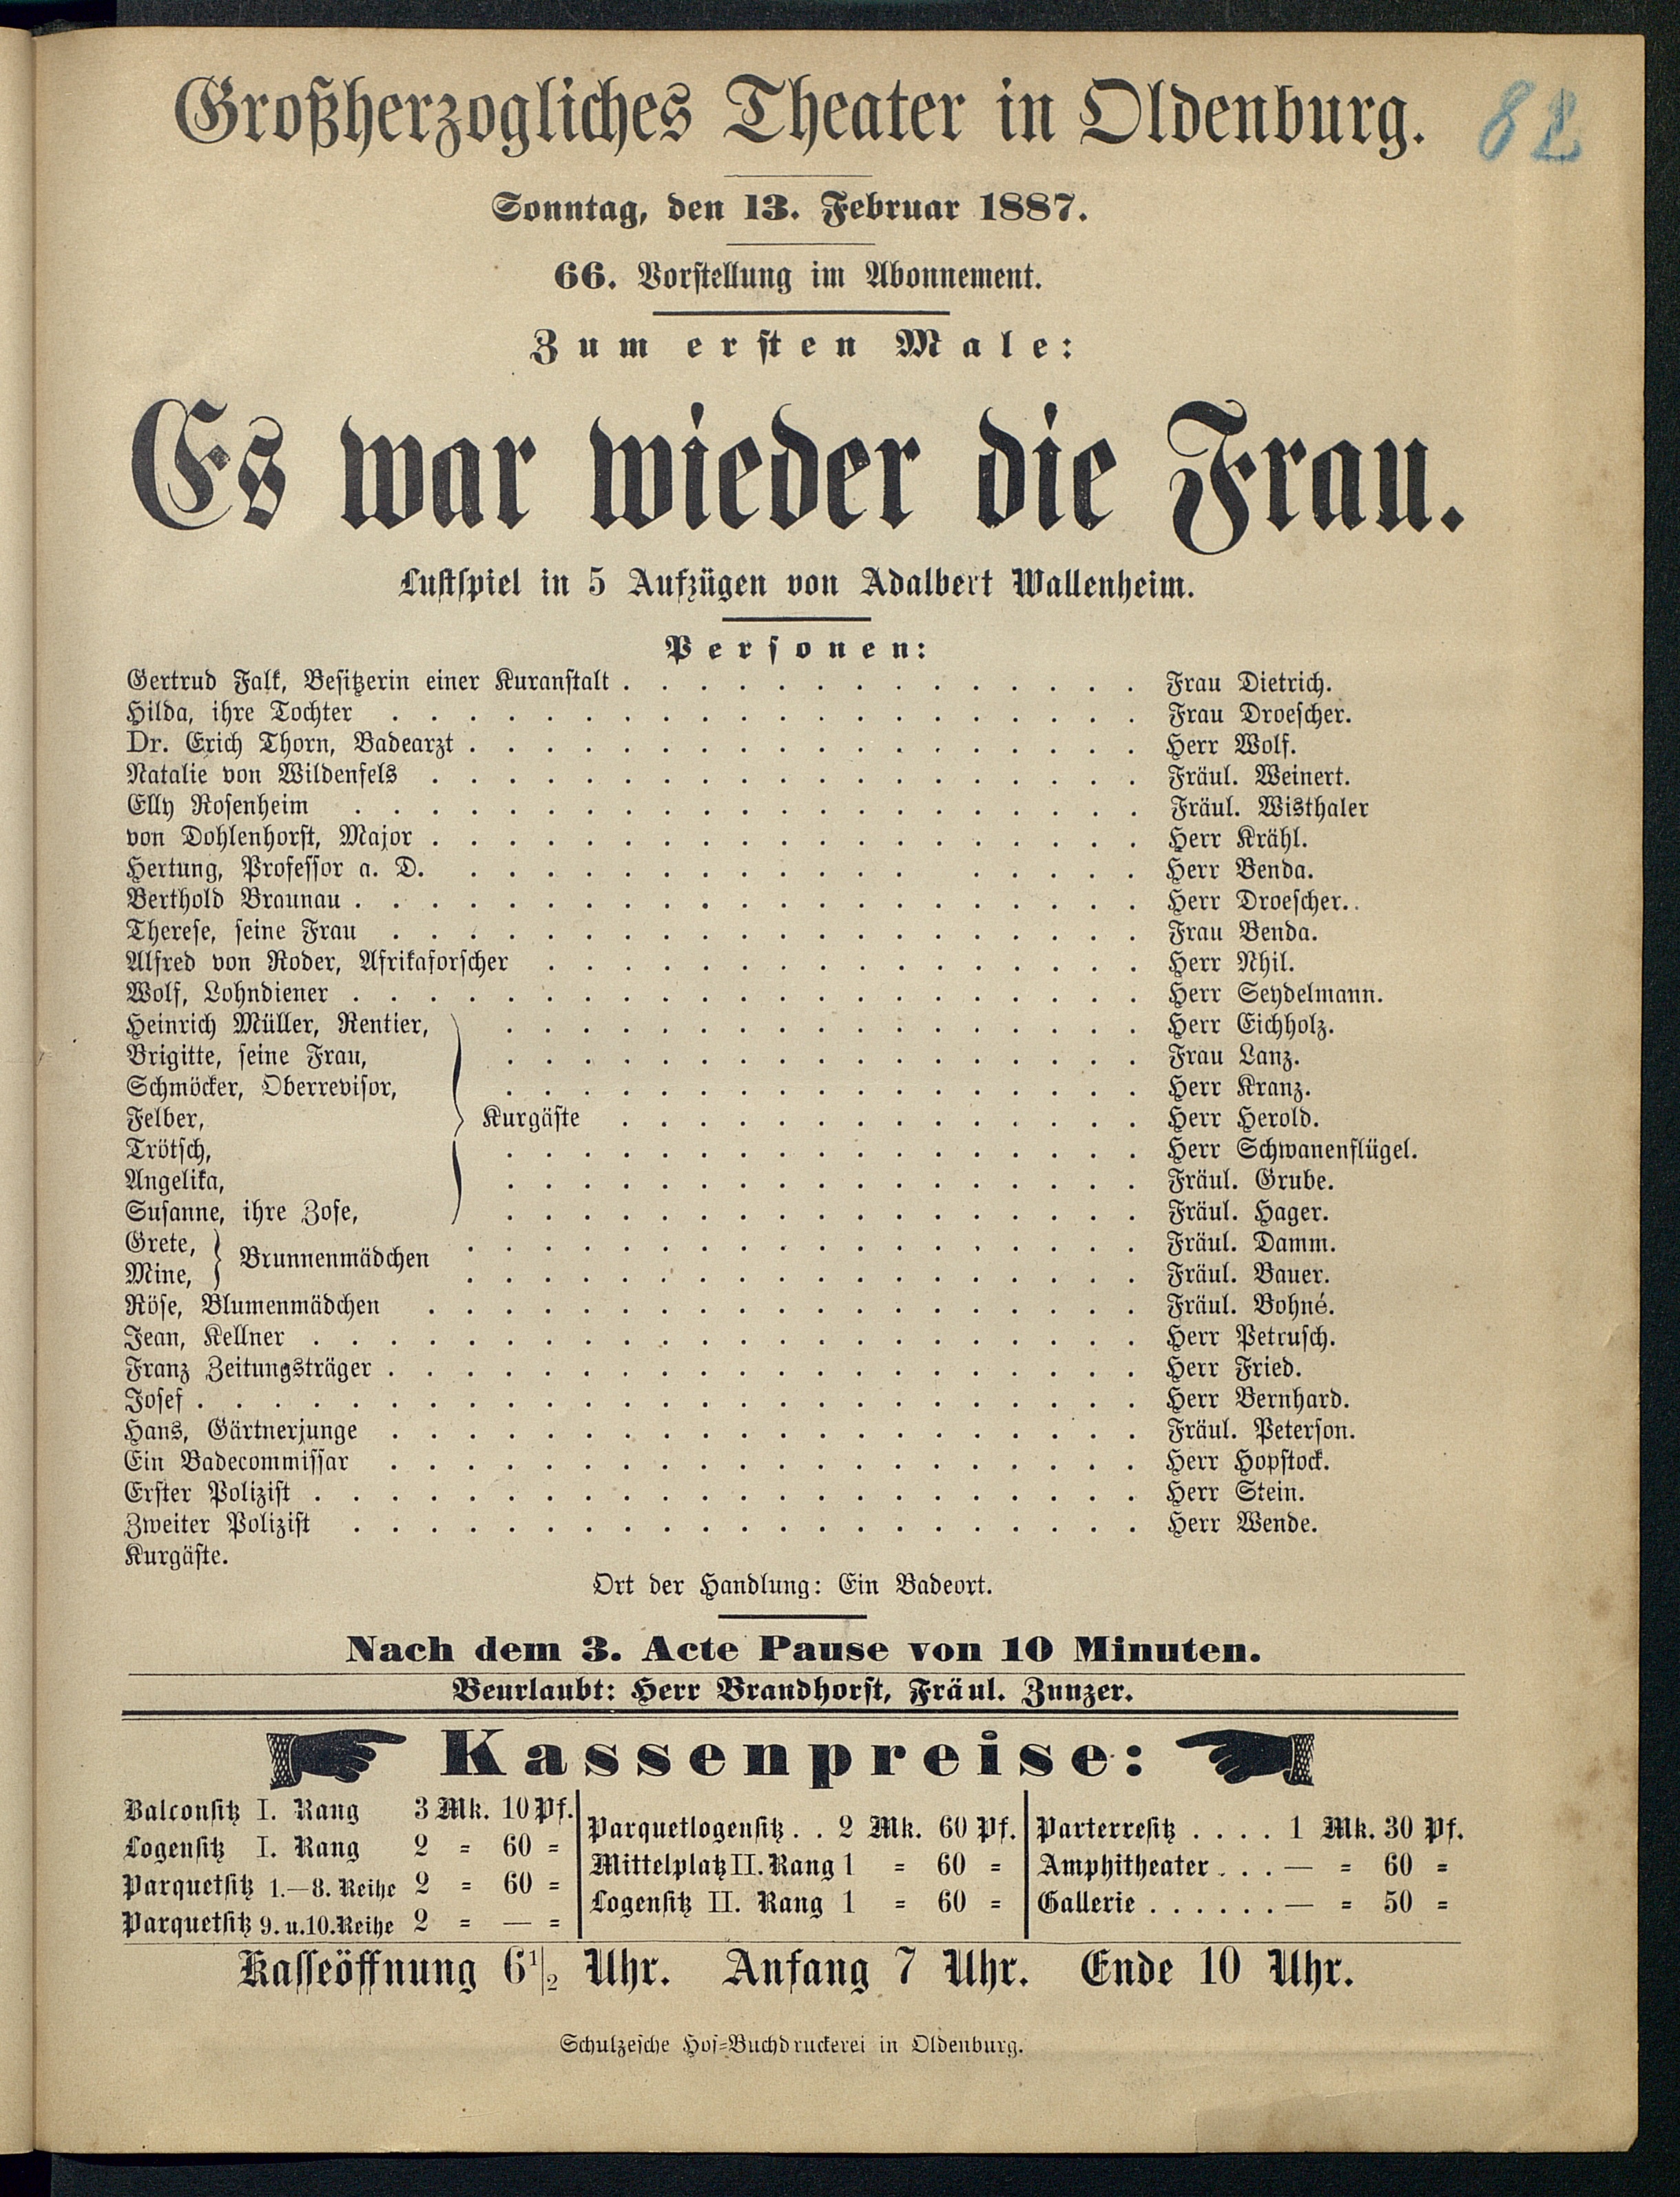 Großherzogliches Theater in Oldenburg.
82
Sonntag, den 13. Februar 1887.
66. Vorstellung im Abonnement.
Zum ersten Male:
Es war wieder die Frau.
Lustspiel in 5 Aufzügen von Adalbert Wallenheim.
Personen:
Gertrud Falk, Besitzerin einer Kuranstalt . . . . . . . . . . . . . . Frau Dietrich.
Hilda, ihre Tochter . . . . . . . . . . . . . . . . . . . . Frau Droescher.
Dr. Erich Thorn, Badearzt . . . . . . . . . . . . . . . . . . Herr Wolf.
Natalie von Wildenfels . . . . . . . . . . . . . . . . . . . Fräul. Weinert.
Elly Rosenheim . . . . . . . . . . . . . . . . . . . . . Fräul. Wisthaler
von Dohlenhorst, Major . . . . . . . . . . . . . . . . . . . Herr Krähl.
Hertung, Professor a. D. . . . . . . . . . . . . . . . . . Herr Benda.
Berthold Braunau . . . . . . . . . . . . . . . . . . . . . Herr Droescher..
Therese, seine Frau . . . . . . . . . . . . . . . . . . . . Frau Benda.
Alfred von Roder, Afrikaforscher . . . . . . . . . . . . . . . . Herr Nhil.
Wolf, Lohndiener . . . . . . . . . . . . . . . . . . . . . Herr Seydelmann.
Heinrich Müller, Rentier, . . . . . . . . . . . . . . . . . Herr Eichholz.
Brigitte, seine Frau, . . . . . . . . . . . . . . . . . Frau Lanz.
Schmöcker, Oberrevisor, . . . . . . . . . . . . . . . . . Herr Kranz.
Felber, Kurgäste . . . . . . . . . . . . . . Herr Herold.
Trötsch, . . . . . . . . . . . . . . . . . Herr Schwanenflügel.
Angelika, . . . . . . . . . . . . . . . . . Fräul. Grube.
Susanne, ihre Zofe, . . . . . . . . . . . . . . . . . Fräul. Hager.
Grete, . . . . . . . . . . . . . . . . . . Fräul. Damm.
Brunnenmädchen
Mine, . . . . . . . . . . . . . . . . . . Fräul. Bauer.
Röse, Blumenmädchen . . . . . . . . . . . . . . . . . . . Fräul. Bohné.
Jean, Kellner . . . . . . . . . . . . . . . . . . . . . . Herr Petrusch.
Franz Zeitungsträger . . . . . . . . . . . . . . . . . . . . Herr Fried.
Josef . . . . . . . . . . . . . . . . . . . . . . . . . Herr Bernhard.
Hans, Gärtnerjunge . . . . . . . . . . . . . . . . . . . . Fräul. Peterson.
Ein Badecommissar . . . . . . . . . . . . . . . . . . . . Herr Hopstock.
Erster Polizist . . . . . . . . . . . . . . . . . . . . . . Herr Stein.
Zweiter Polizist . . . . . . . . . . . . . . . . . . . . . Herr Wende.
Kurgäste.
Ort der Handlung: Ein Badeort.
Nach dem 3. Acte Pause von 10 Minuten.
Beurlaubt: Herr Brandhorst, Fräul. Zunzer.
Kassenpreise:
Balconsitz I. Rang 3 Mk. 10 Pf.
Logensitz I. Rang 2 = 60 =
Parquetsitz 1.—8. Reihe 2 = 60 =
Parquetsitz 9. u. 10. Reihe 2 = — =
Parquetlogensitz . . 2 Mk. 60 Pf.
Mittelplatz II. Rang 1 = 60 =
Logensitz II. Rang 1 = 60 =
Parterresitz . . . . 1 Mk. 30 Pf.
Amphitheater . . . — = 60 =
Gallerie . . . . . . — = 50 =
Kasseöffnung 6 1/2 Uhr. Anfang 7 Uhr. Ende 10 Uhr.
Schulzesche Hof=Buchdruckerei in Oldenburg.